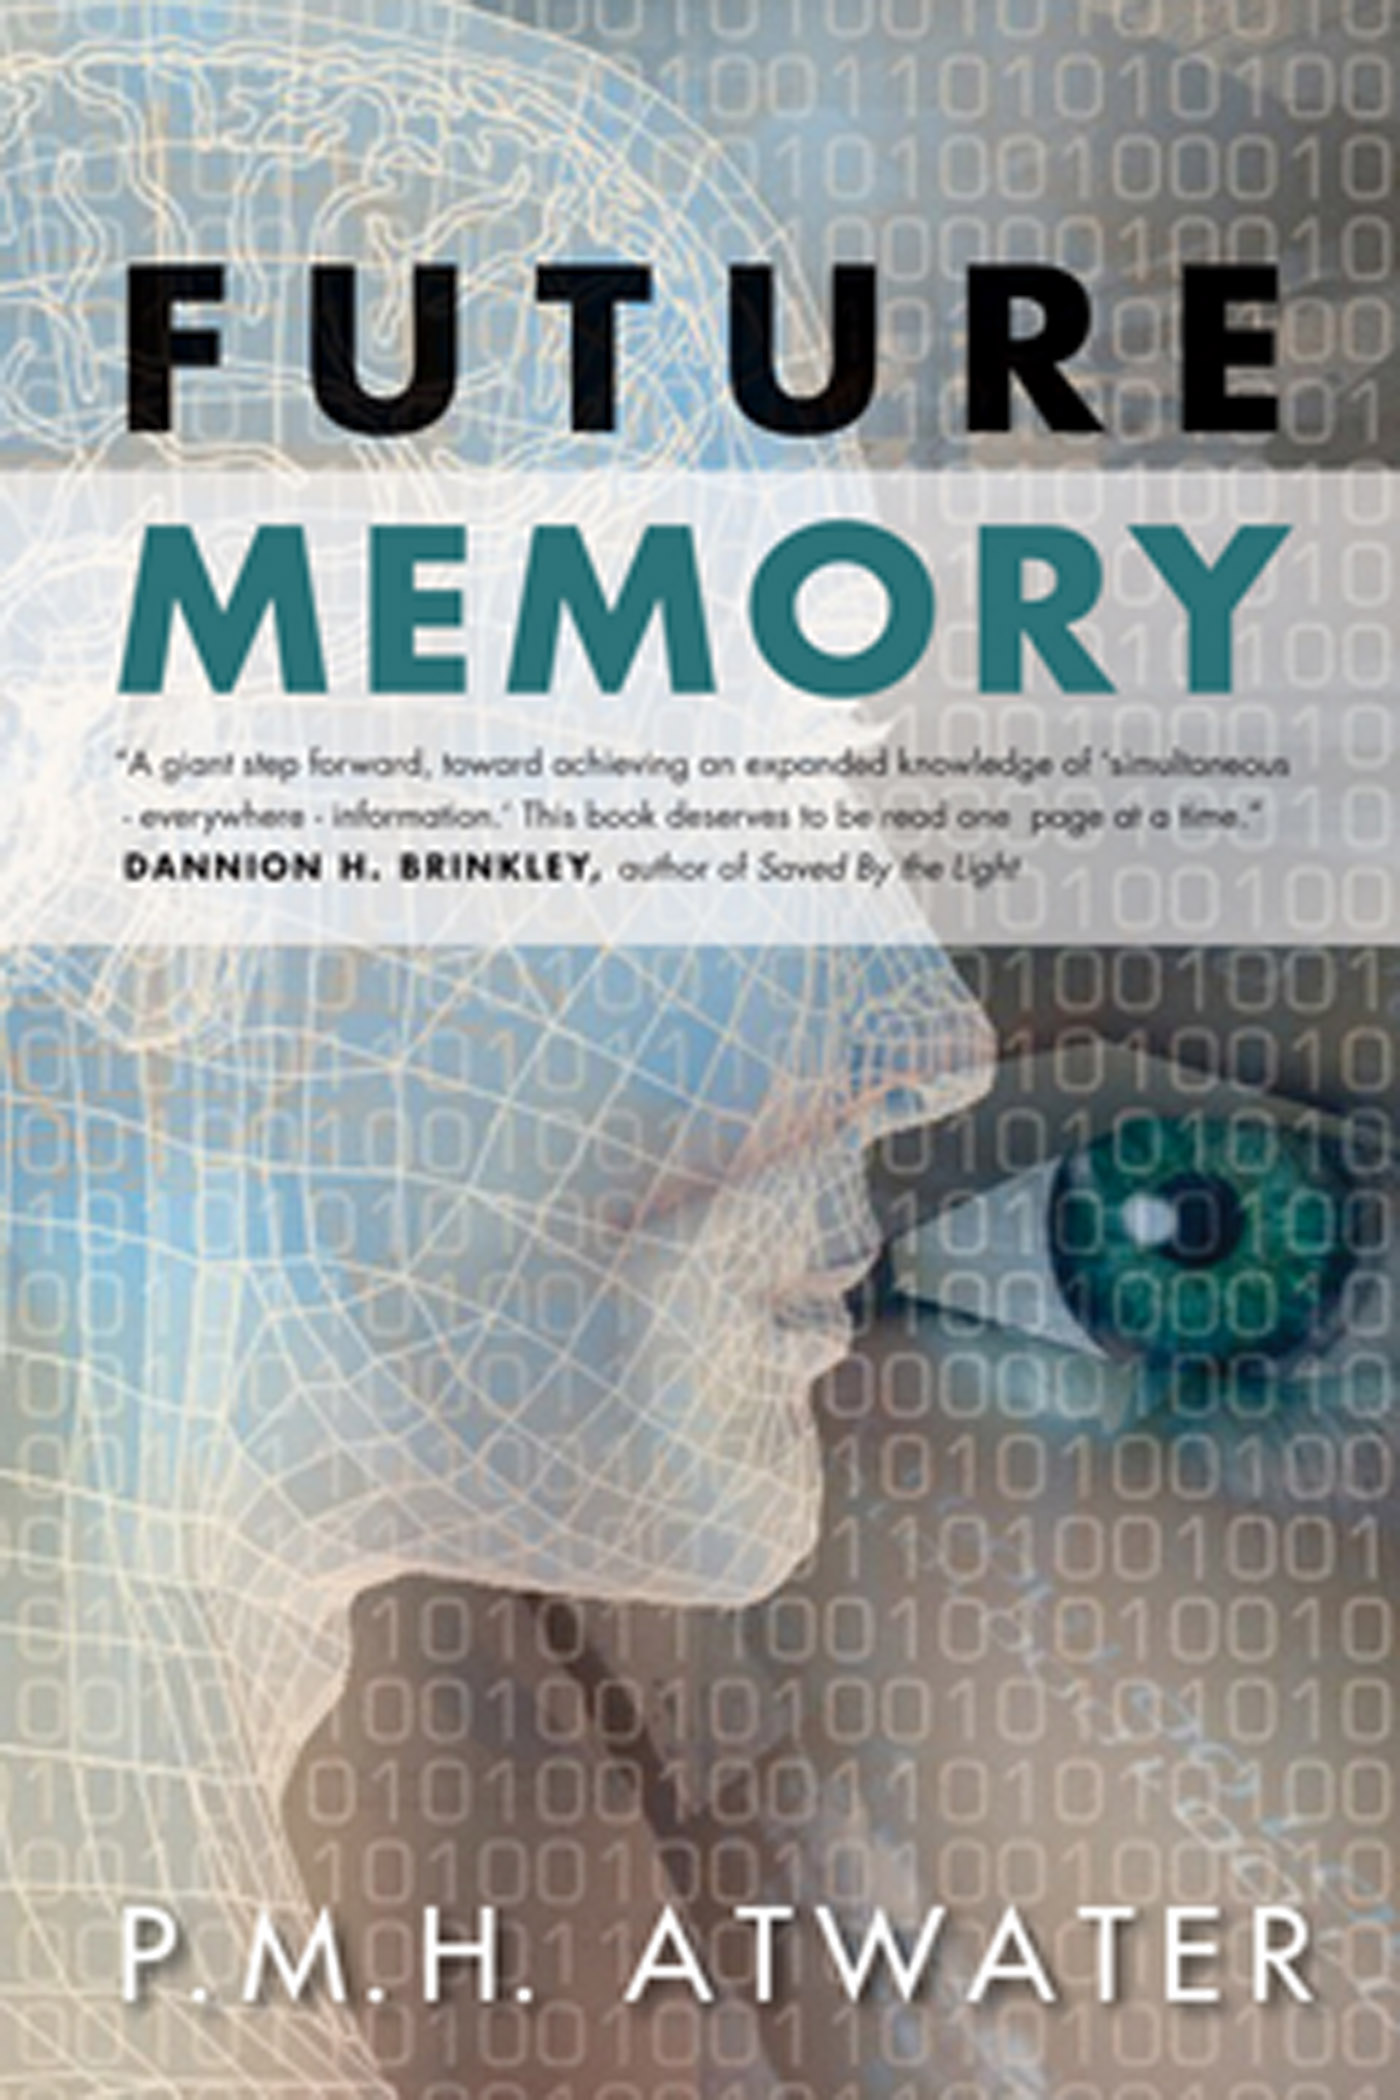 FUTURE
MEMORY
"A giant step forward, toward achieving an expanded knowledge of 'simultaneous
- everywhere - information.' This book deserves to be read one page at a time."
DANNION H. BRINKLEY, author of Saved By the Light
P.M.H. ATWATER